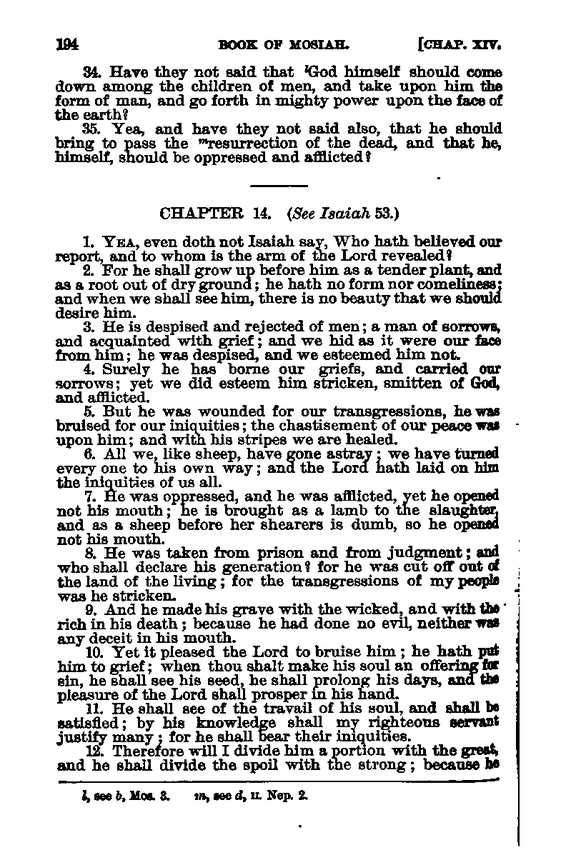 194 BOOK OF MOSIAH. [CHAP. XIV.
34. Have they not said that lGod himself should come
down among the children of men, and take upon him the
form of man, and go forth in mighty power upon the face of
the earth?
35. Yea, and have they not said also, that he should
bring to pass the mresurrection of the dead, and that he,
himself, should be oppressed and afflicted?
CHAPTER 14. (See Isaiah 53.)
1. YEA, even doth not Isaiah say, Who hath believed our
report, and to whom is the arm of the Lord revealed?
2. For he shall grow up before him as a tender plant, and
as a root out of dry ground; he hath no form nor comeliness;
and when we shall see him, there is no beauty that we should
desire him.
3. He is despised and rejected of men; a man of sorrows,
and acquainted with grief; and we hid as it were our face
from him; he was despised, and we esteemed him not.
4. Surely he has borne our griefs, and carried our
sorrows; yet we did esteem him stricken, smitten of God,
and afflicted.
5. But he was wounded for our transgressions, he was
bruised for our iniquities; the chastisement of our peace was
upon him; and with his stripes we are healed.
6. All we, like sheep, have gone astray; we have turned
every one to his own way; and the Lord hath laid on him
the iniquities of us all.
7. He was oppressed, and he was afflicted, yet he opened
not his mouth; he is brought as a lamb to the slaughter,
and as a sheep before her shearers is dumb, so he opened
not his mouth.
8. He was taken from prison and from judgment; and
who shall declare his generation? for he was cut off out of
the land of the living; for the transgressions of my people
was he stricken.
9. And he made his grave with the wicked, and with the
rich in his death; because he had done no evil, neither was
any deceit in his mouth.
10. Yet it pleased the Lord to bruise him; he hath put
him to grief; when thou shalt make his soul an offering for
sin, he shall see his seed, he shall prolong his days, and the
pleasure of the Lord shall prosper in his hand.
11. He shall see of the travail of his soul, and shall be
satisfied; by his knowledge shall my righteous servant
justify many; for he shall bear their iniquities.
12. Therefore will I divide him a portion with the great,
and he shall divide the spoil with the strong; because he
l, see b, Mos. 3. m, see d, II. Nep. 2.